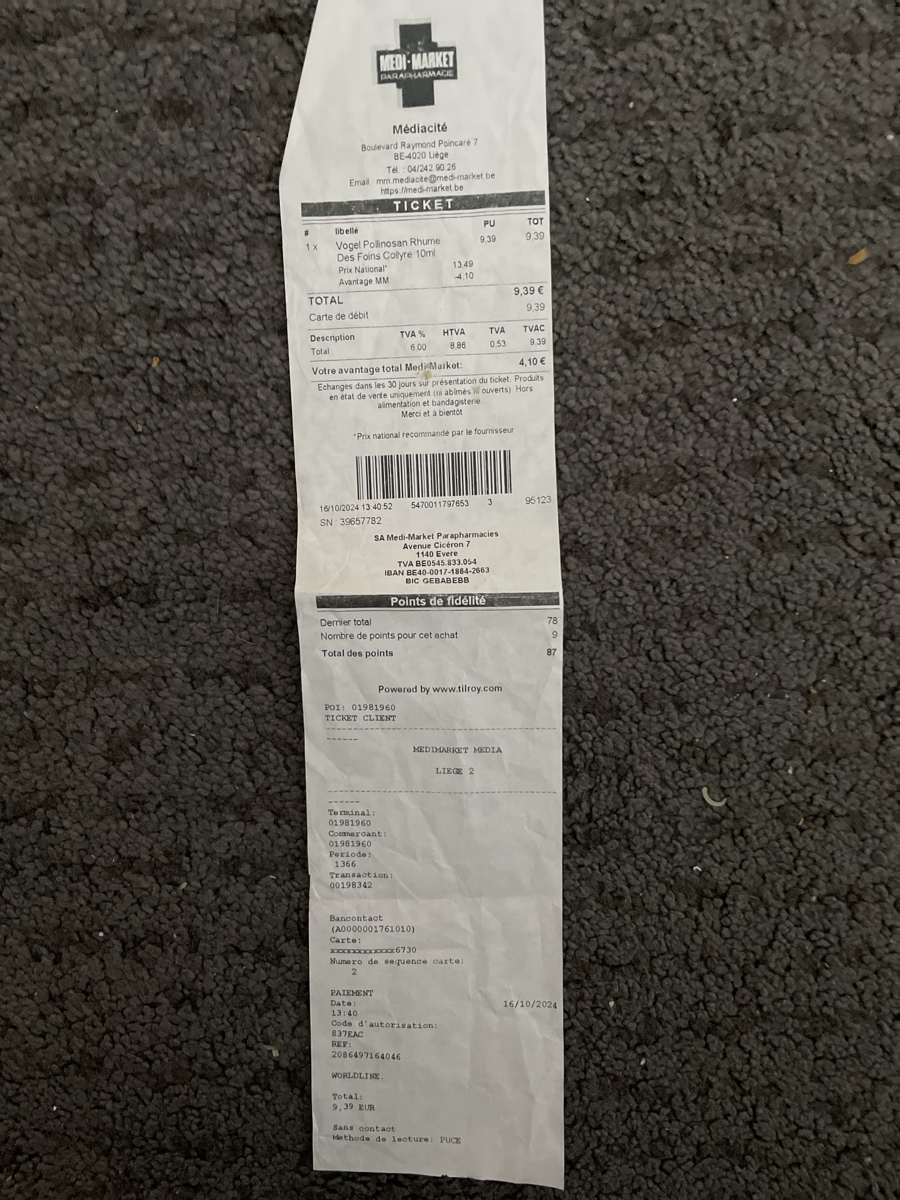 MEDI-MARKET
PARAPHARMACIE
Médiacité
Boulevard Raymond Poincaré 7
BE-4020 Liège
Tél. : 04/242.90.26
Email : mm.mediacite@medi-market.be
https://medi-market.be
TICKET
# libellé PU TOT
1 x Vogel Pollinosan Rhume 9.39 9,39
Des Foins Collyre 10ml
Prix National* 13.49
Avantage MM -4,10
TOTAL 9,39 €
Carte de débit 9,39
Description TVA % HTVA TVA TVAC
Total 6,00 8,86 0,53 9,39
Votre avantage total Medi-Market: 4,10 €
Echanges dans les 30 jours sur présentation du ticket. Produits
en état de vente uniquement (ni abîmés ni ouverts). Hors
alimentation et bandagisterie
Merci et à bientôt
*Prix national recommandé par le fournisseur
16/10/2024 13:40:52 5470011797653 3 95123
SN : 39657782
SA Medi-Market Parapharmacies
Avenue Cicéron 7
1140 Evere
TVA BE0545.833.054
IBAN BE40-0017-1864-2663
BIC GEBABEBB
Points de fidélité
Dernier total 78
Nombre de points pour cet achat 9
Total des points 87
Powered by www.tilroy.com
POI: 01981960
TICKET CLIENT
MEDIMARKET MEDIA
LIEGE 2
Terminal:
01981960
Commercant:
01981960
Periode:
1366
Transaction:
00198342
Bancontact
(A0000001761010)
Carte:
xxxxxxxxxxxx6730
Numero de sequence carte:
2
PAIEMENT
Date: 16/10/2024
13:40
Code d'autorisation:
837EAC
REF:
2086497164046
WORLDLINE.
Total:
9,39 EUR
Sans contact
Methode de lecture: PUCE